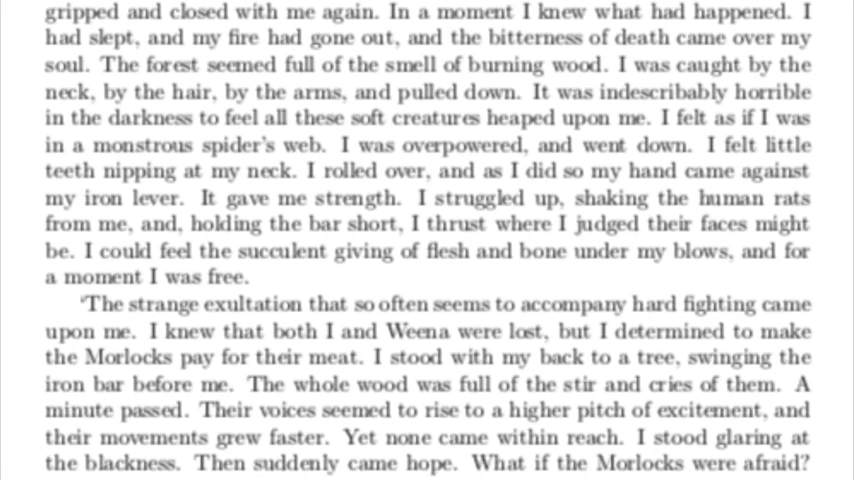 gripped and closed with me again. In a moment I knew what had happened. I
had slept, and my fire had gone out, and the bitterness of death came over my
soul. The forest seemed full of the smell of burning wood. I was caught by the
neck, by the hair, by the arms, and pulled down. It was indescribably horrible
in the darkness to feel all these soft creatures heaped upon me. I felt as if I was
in a monstrous spider's web. I was overpowered, and went down. I felt little
teeth nipping at my neck. I rolled over, and as I did so my hand came against
my iron lever. It gave me strength. I struggled up, shaking the human rats
from me, and, holding the bar short, I thrust where I judged their faces might
be. I could feel the succulent giving of flesh and bone under my blows, and for
a moment I was free.
‘The strange exultation that so often seems to accompany hard fighting came
upon me. I knew that both I and Weena were lost, but I determined to make
the Morlocks pay for their meat. I stood with my back to a tree, swinging the
iron bar before me. The whole wood was full of the stir and cries of them. A
minute passed. Their voices seemed to rise to a higher pitch of excitement, and
their movements grew faster. Yet none came within reach. I stood glaring at
the blackness. Then suddenly came hope. What if the Morlocks were afraid?